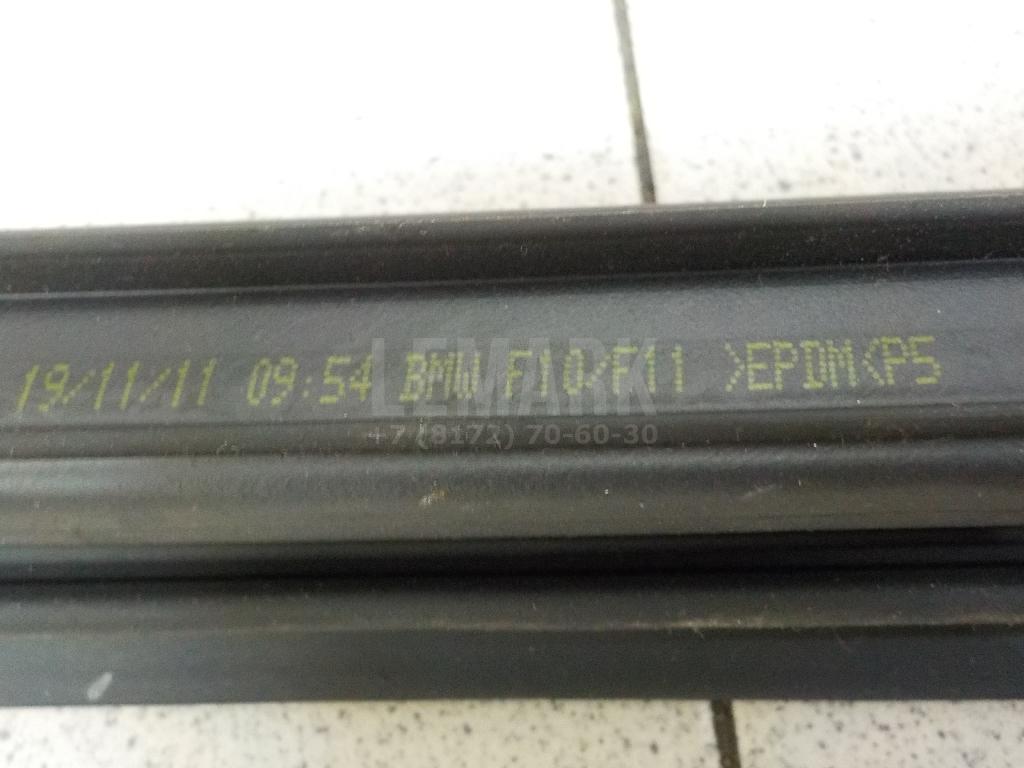 19/11/11 09:54 BMW F10/F11 >EPDM<P5
LEMARK
+7 (8172) 70-60-30